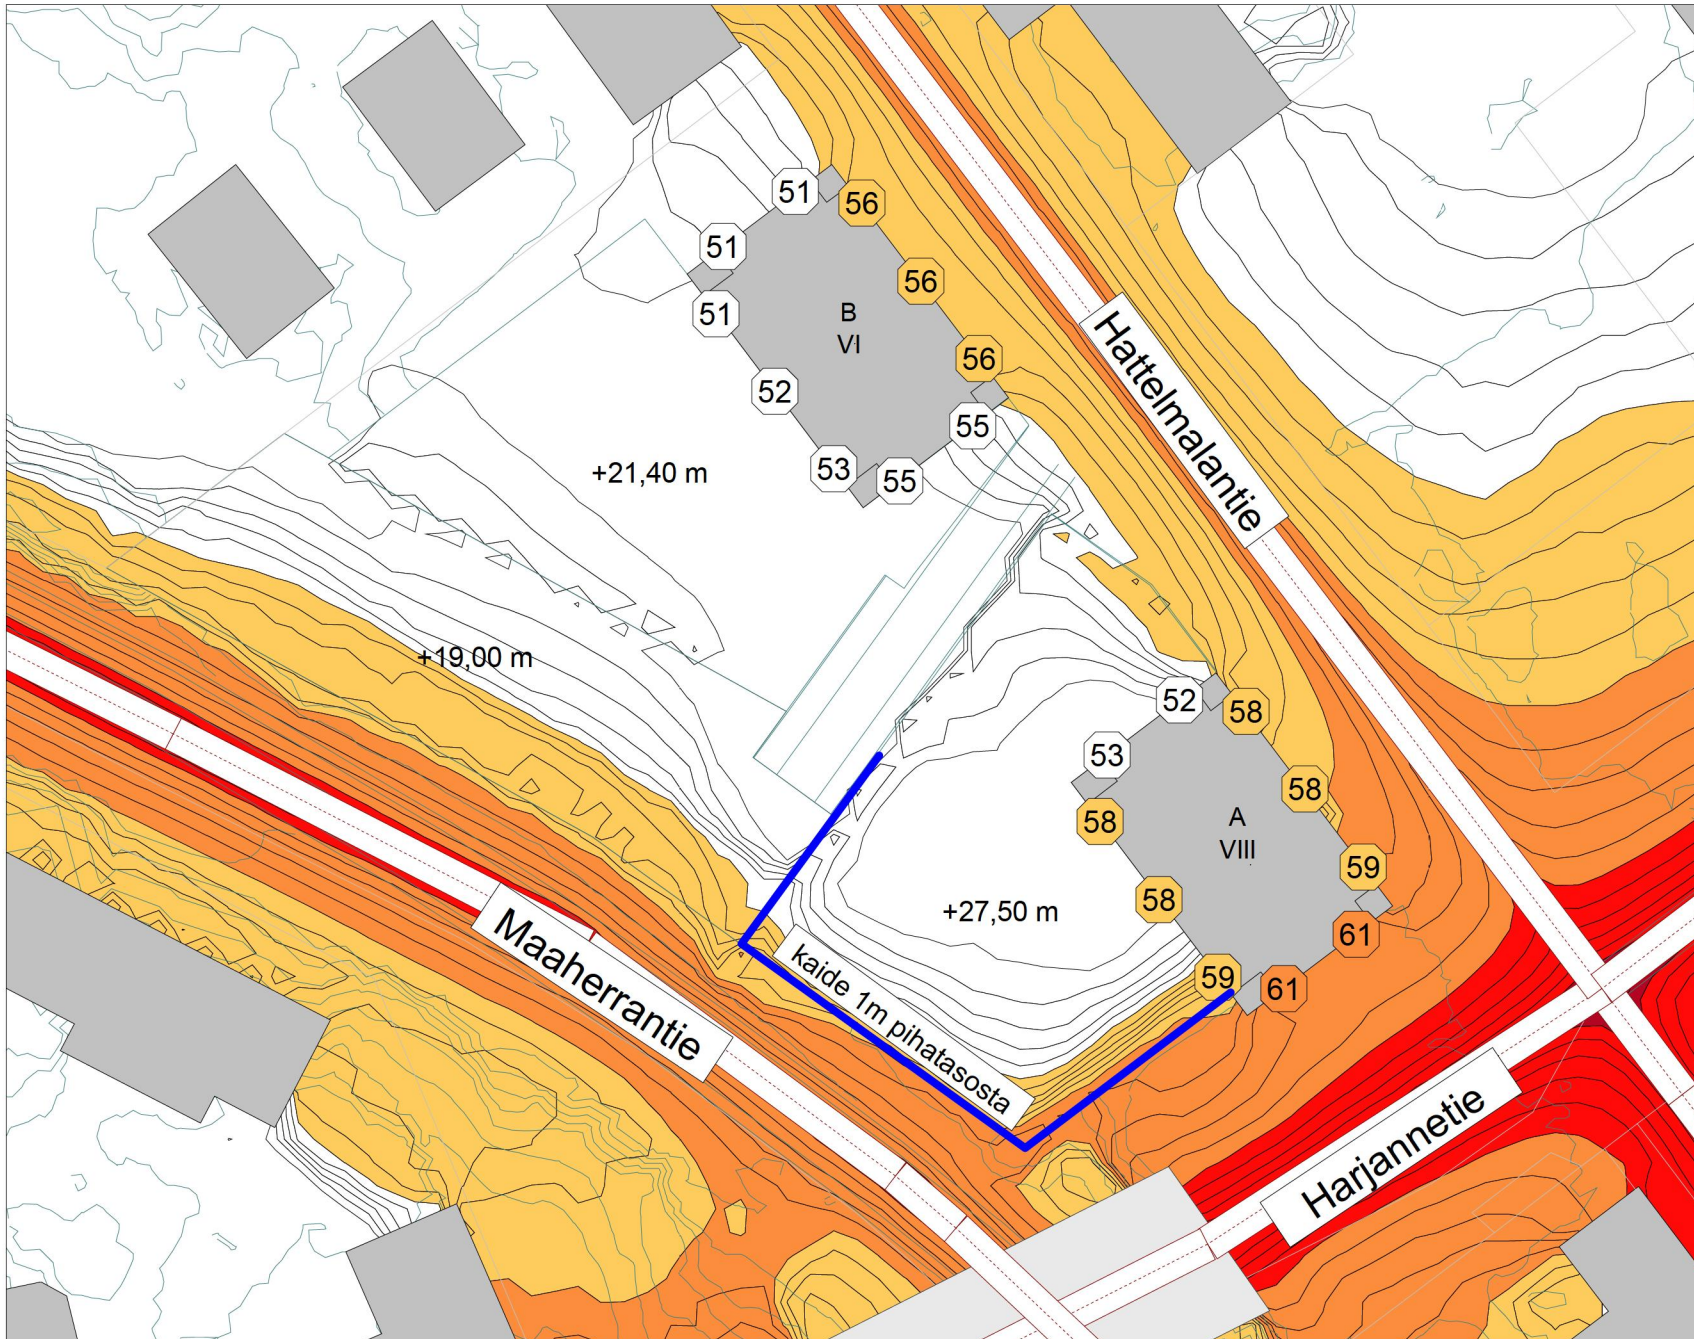 51
56
51
56
51
B
VI
56
Hattelmalantie
52
55
53
55
+21,40 m
+19,00 m
52
58
53
58
58
A
VIII
59
58
+27,50 m
61
59
61
kaide 1m pihatasosta
Maaherrantie
Harjannetie